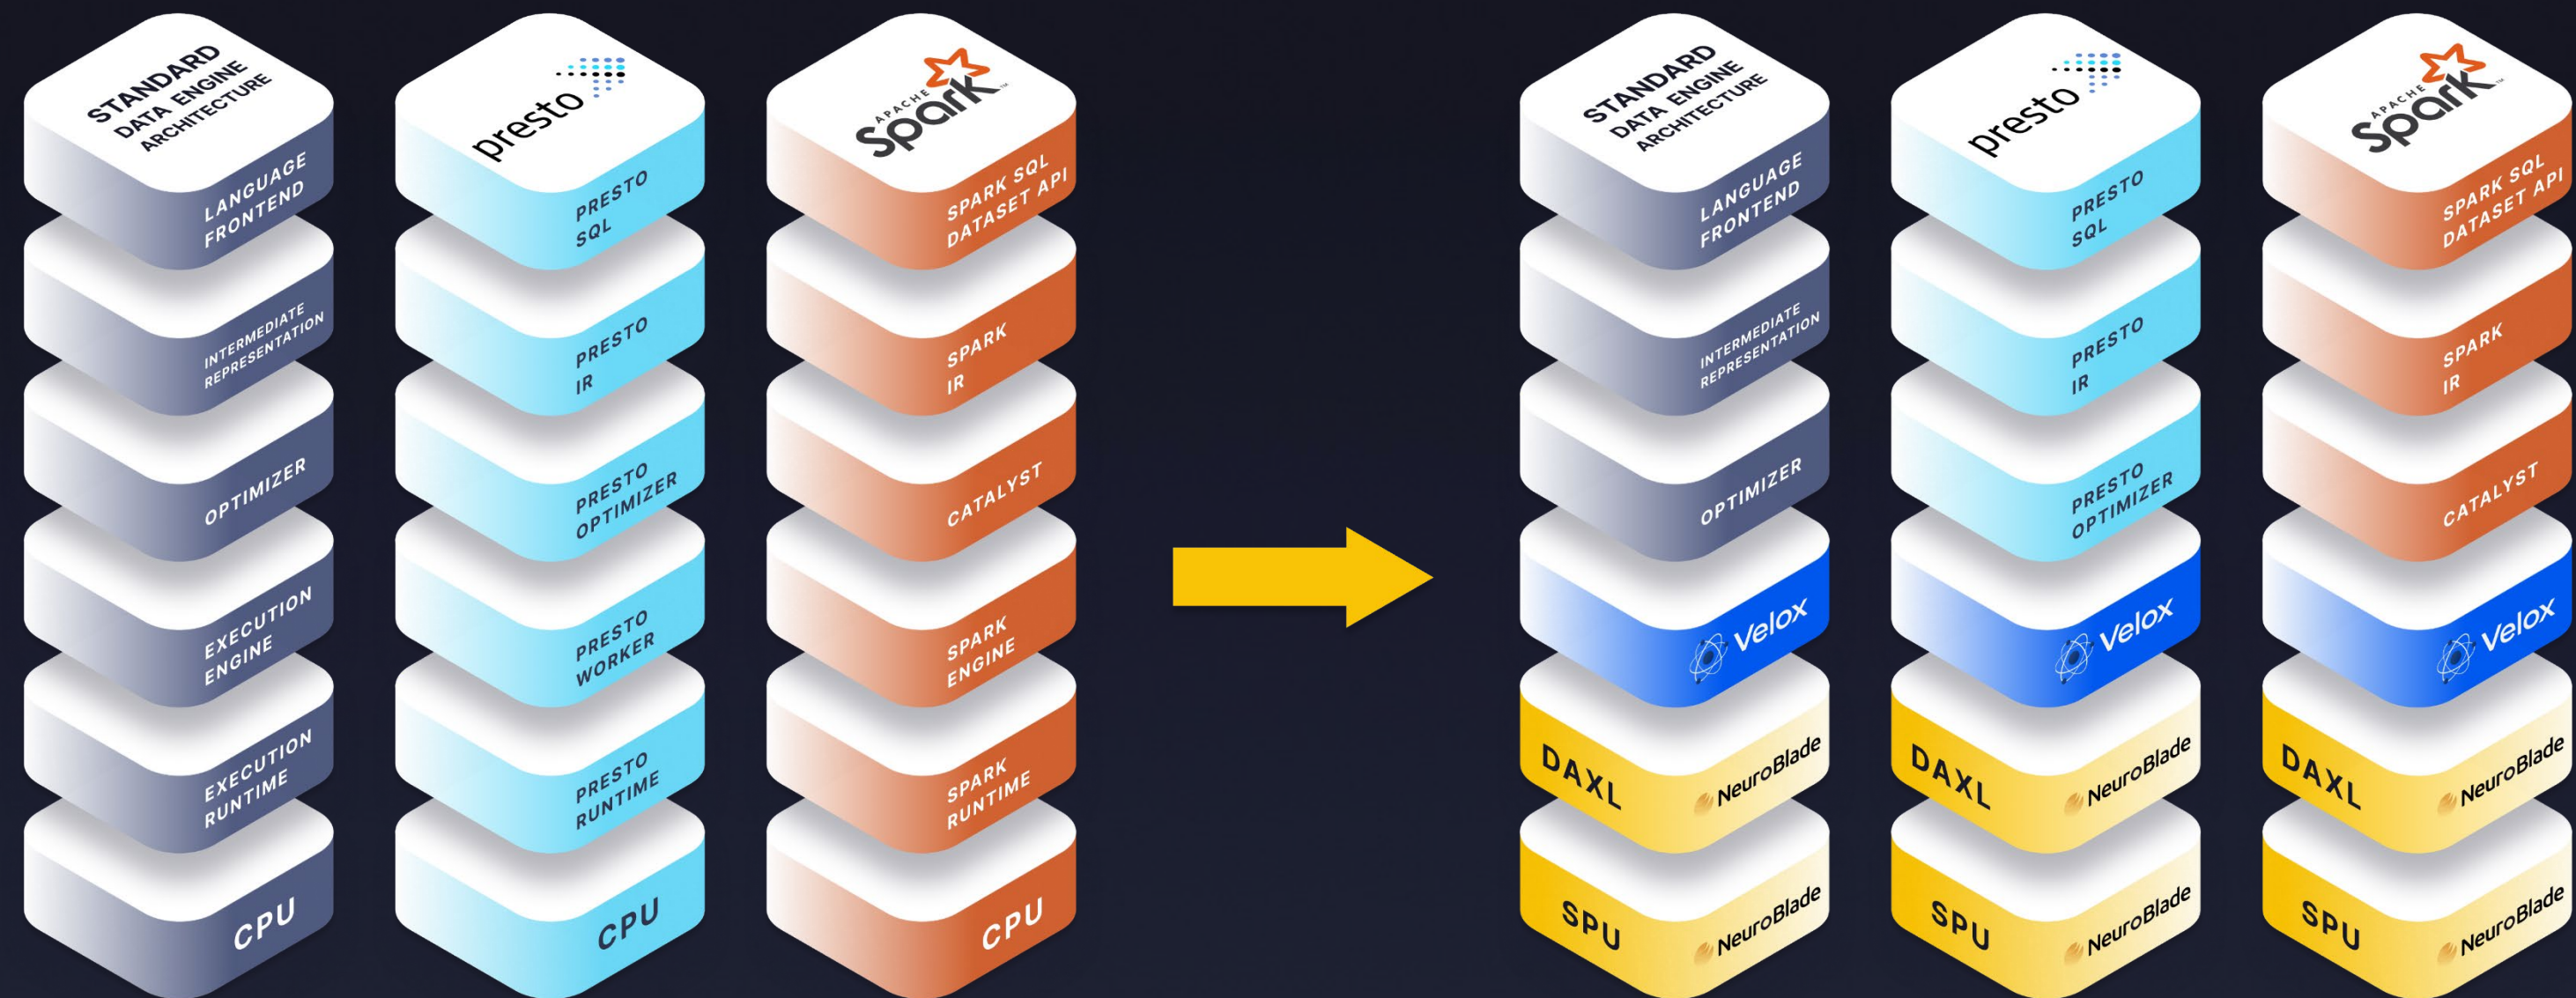 STANDARD
DATA ENGINE
ARCHITECTURE
LANGUAGE
FRONTEND
INTERMEDIATE
REPRESENTATION
OPTIMIZER
EXECUTION
ENGINE
EXECUTION
RUNTIME
CPU
presto
PRESTO
SQL
PRESTO
IR
PRESTO
OPTIMIZER
PRESTO
WORKER
PRESTO
RUNTIME
CPU
APACHE
Spark™
SPARK SQL
DATASET API
SPARK
IR
CATALYST
SPARK
ENGINE
SPARK
RUNTIME
CPU
STANDARD
DATA ENGINE
ARCHITECTURE
LANGUAGE
FRONTEND
INTERMEDIATE
REPRESENTATION
OPTIMIZER
Velox
DAXL NeuroBlade
SPU NeuroBlade
presto
PRESTO
SQL
PRESTO
IR
PRESTO
OPTIMIZER
Velox
DAXL NeuroBlade
SPU NeuroBlade
APACHE
Spark™
SPARK SQL
DATASET API
SPARK
IR
CATALYST
Velox
DAXL NeuroBlade
SPU NeuroBlade